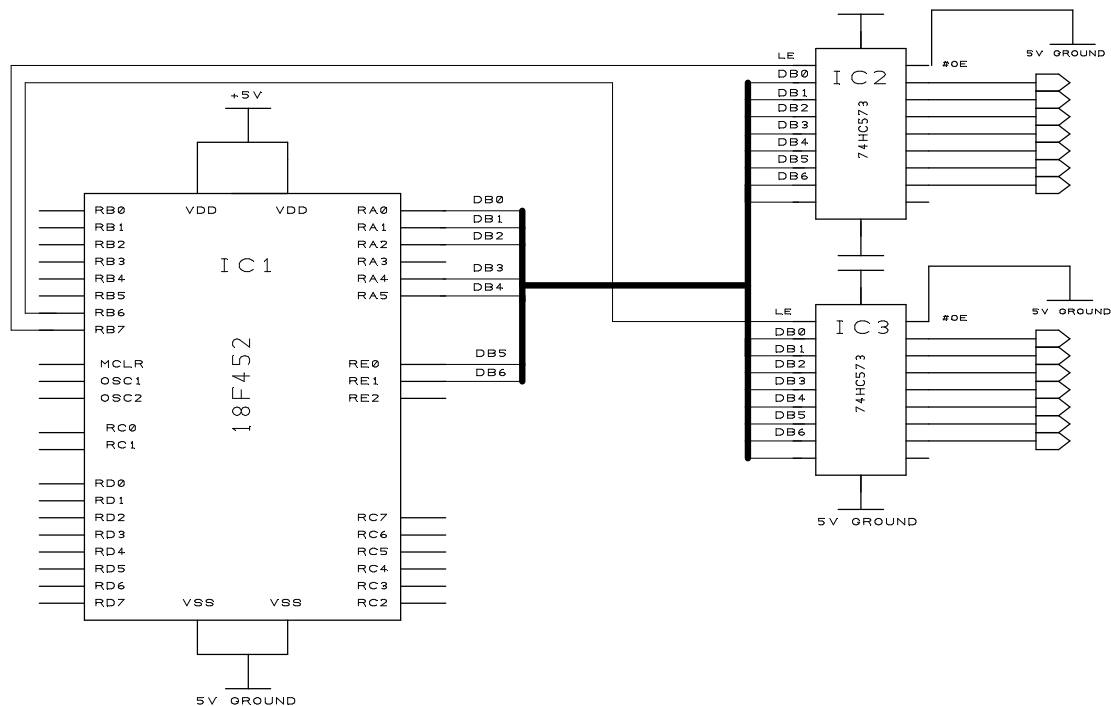 +5V
VDD VDD
RB0
RB1
RB2
RB3
RB4
RB5
RB6
RB7
MCLR
OSC1
OSC2
RC0
RC1
RD0
RD1
RD2
RD3
RD4
RD5
RD6
RD7
IC1
18F452
RA0
RA1
RA2
RA3
RA4
RA5
RE0
RE1
RE2
RC7
RC6
RC5
RC4
RC3
RC2
VSS VSS
5V GROUND
DB0
DB1
DB2
DB3
DB4
DB5
DB6
LE
DB0
DB1
DB2
DB3
DB4
DB5
DB6
IC2
74HC573
#OE
5V GROUND
LE
DB0
DB1
DB2
DB3
DB4
DB5
DB6
IC3
74HC573
#OE
5V GROUND
5V GROUND